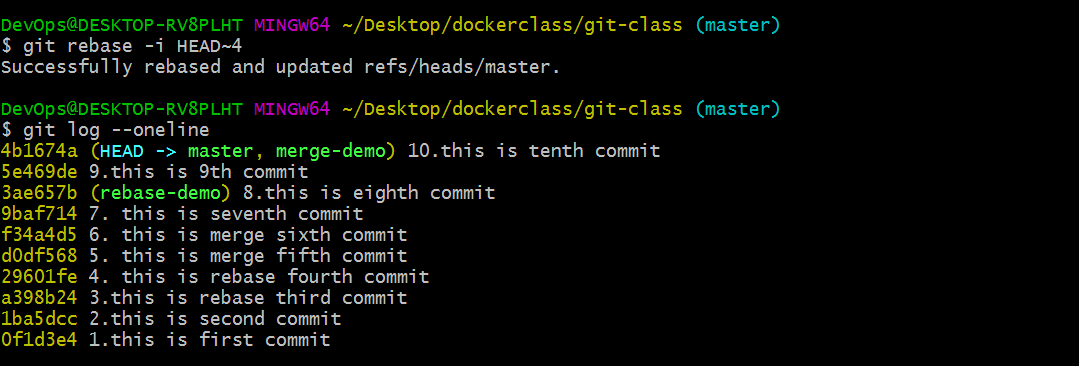 DevOps@DESKTOP-RV8PLHT MINGW64 ~/Desktop/dockerclass/git-class (master)
$ git rebase -i HEAD~4
Successfully rebased and updated refs/heads/master.
DevOps@DESKTOP-RV8PLHT MINGW64 ~/Desktop/dockerclass/git-class (master)
$ git log --oneline
4b1674a (HEAD -> master, merge-demo) 10.this is tenth commit
5e469de 9.this is 9th commit
3ae657b (rebase-demo) 8.this is eighth commit
9baf714 7. this is seventh commit
f34a4d5 6. this is merge sixth commit
d0df568 5. this is merge fifth commit
29601fe 4. this is rebase fourth commit
a398b24 3.this is rebase third commit
1ba5dcc 2.this is second commit
0f1d3e4 1.this is first commit